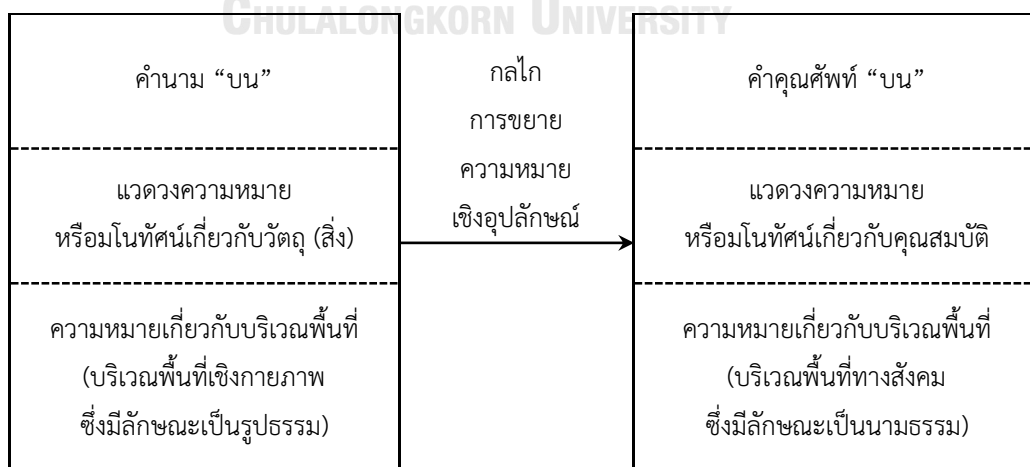 CHULALONGKORN UNIVERSITY
คำนาม “บน”
แวดวงความหมาย
หรือมโนทัศน์เกี่ยวกับวัตถุ (สิ่ง)
ความหมายเกี่ยวกับบริเวณพื้นที่
(บริเวณพื้นที่เชิงกายภาพ
ซึ่งมีลักษณะเป็นรูปธรรม)
กลไก
การขยาย
ความหมาย
เชิงอุปลักษณ์
คำคุณศัพท์ “บน”
แวดวงความหมาย
หรือมโนทัศน์เกี่ยวกับคุณสมบัติ
ความหมายเกี่ยวกับบริเวณพื้นที่
(บริเวณพื้นที่ทางสังคม
ซึ่งมีลักษณะเป็นนามธรรม)